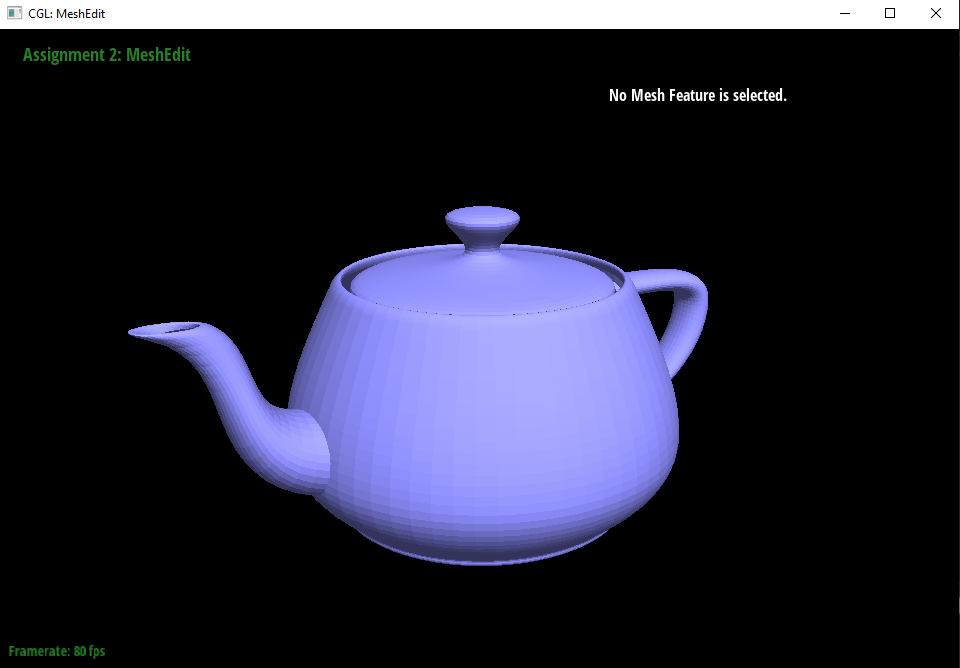 CGL: MeshEdit
Assignment 2: MeshEdit
No Mesh Feature is selected.
Framerate: 80 fps